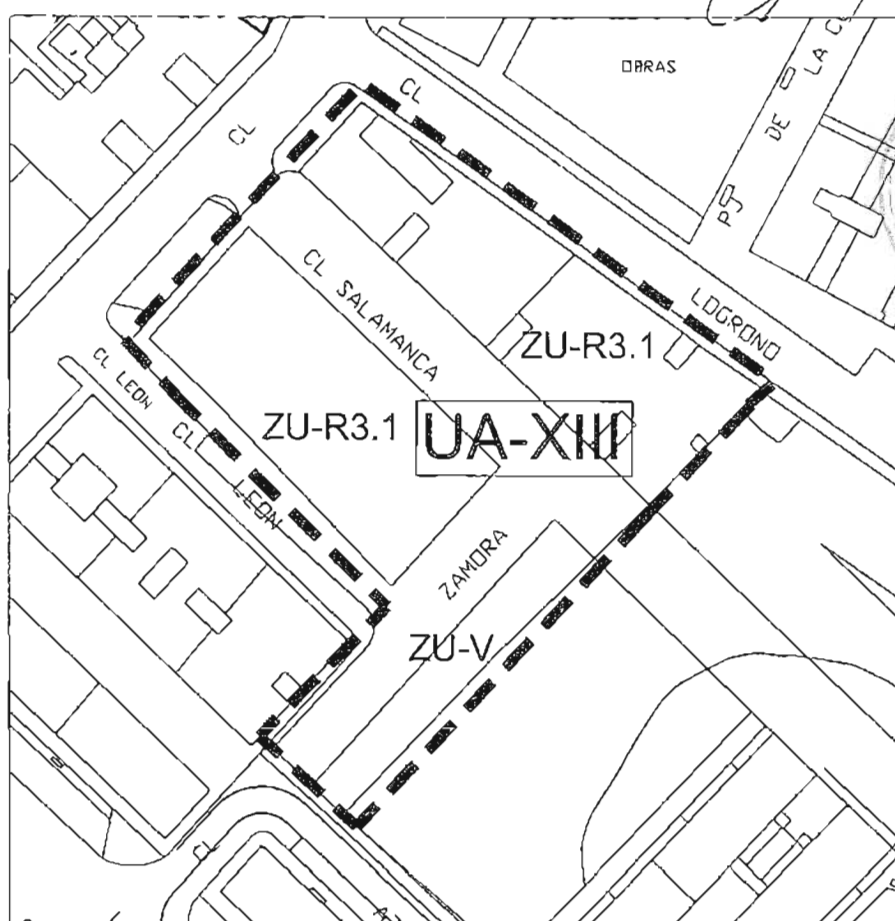 OBRAS
CL
LA
DE
PJ
CL
CL SALAMANCA
LOGRONO
ZU-R3.1
CL LEON
CL
LEON
ZU-R3.1
UA-XIII
ZAMORA
ZU-V
CL